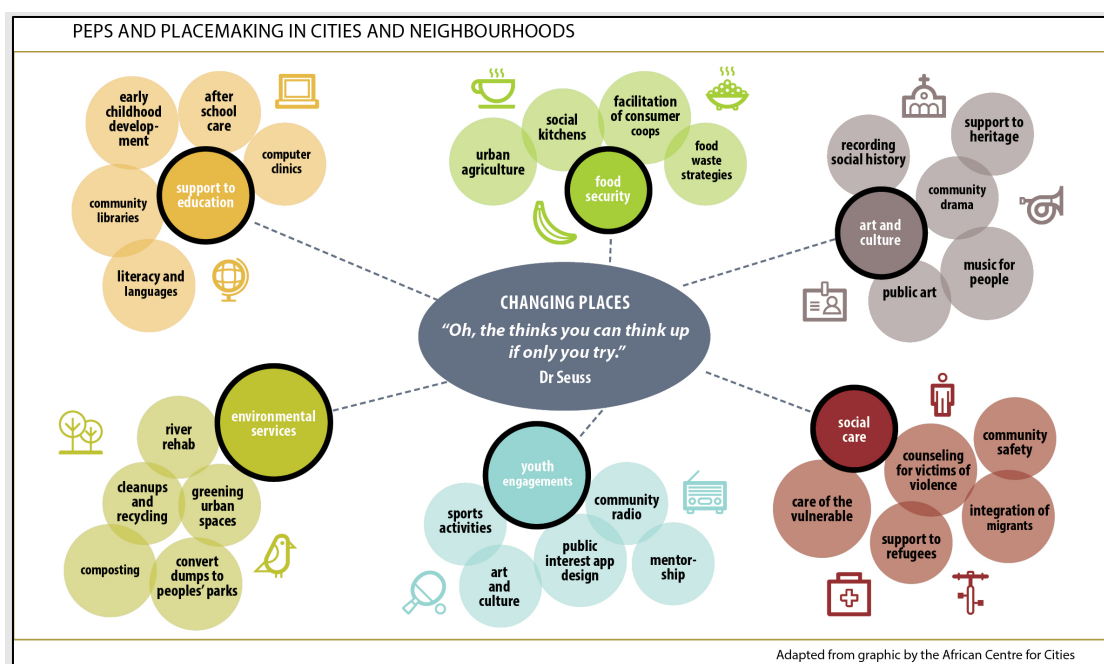 PEPS AND PLACEMAKING IN CITIES AND NEIGHBOURHOODS
early
childhood
develop-
ment
after
school
care
computer
clinics
support to
education
community
libraries
literacy and
languages
urban
agriculture
social
kitchens
facilitation
of consumer
coops
food
waste
strategies
food
security
recording
social history
support to
heritage
community
drama
art and
culture
music for
people
public art
CHANGING PLACES
“Oh, the thinks you can think up
if only you try.”
Dr Seuss
environmental
services
river
rehab
cleanups
and
recycling
greening
urban
spaces
composting
convert
dumps to
peoples’ parks
youth
engagements
sports
activities
art
and
culture
public
interest app
design
community
radio
mentor-
ship
social
care
care of the
vulnerable
counseling
for victims of
violence
community
safety
support to
refugees
integration of
migrants
Adapted from graphic by the African Centre for Cities